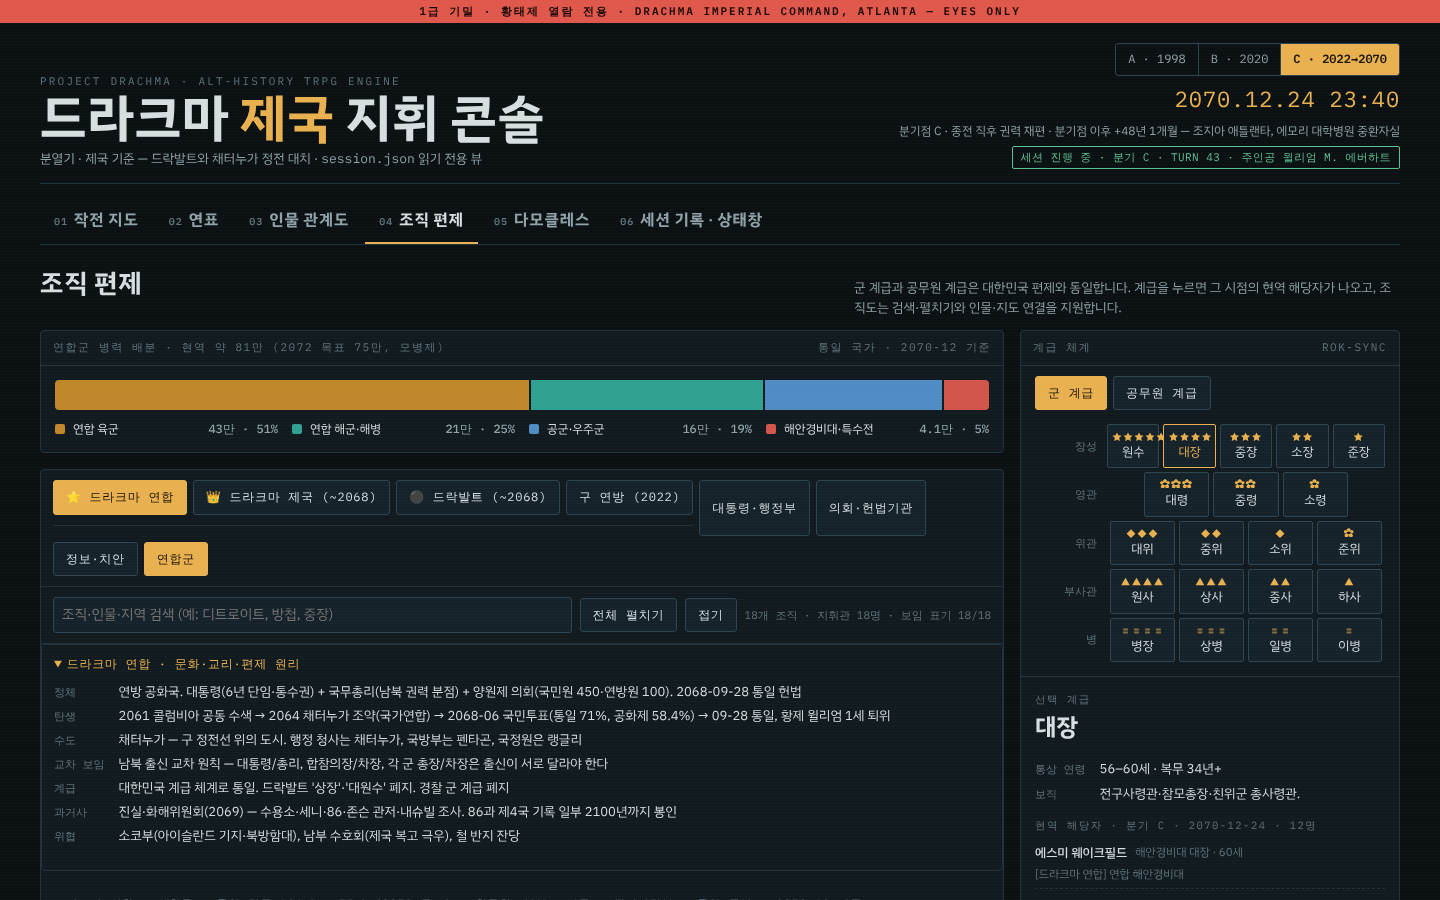 1급 기밀 · 황태제 열람 전용 · DRACHMA IMPERIAL COMMAND, ATLANTA — EYES ONLY
A · 1998
B · 2020
C · 2022→2070
PROJECT DRACHMA · ALT-HISTORY TRPG ENGINE
드라크마 제국 지휘 콘솔
분열기 · 제국 기준 — 드락발트와 채터누가 정전 대치 · session.json 읽기 전용 뷰
2070.12.24 23:40
분기점 C · 종전 직후 권력 재편 · 분기점 이후 +48년 1개월 — 조지아 애틀랜타, 에모리 대학병원 중환자실
세션 진행 중 · 분기 C · TURN 43 · 주인공 윌리엄 M. 에버하트
01 작전 지도
02 연표
03 인물 관계도
04 조직 편제
05 다모클레스
06 세션 기록 · 상태창
조직 편제
군 계급과 공무원 계급은 대한민국 편제와 동일합니다. 계급을 누르면 그 시점의 현역 해당자가 나오고, 조
직도는 검색·펼치기와 인물·지도 연결을 지원합니다.
연합군 병력 배분 · 현역 약 81만 (2072 목표 75만, 모병제)
통일 국가 · 2070-12 기준
연합 육군 43만 · 51%
연합 해군·해병 21만 · 25%
공군·우주군 16만 · 19%
해안경비대·특수전 4.1만 · 5%
⭐ 드라크마 연합
👑 드라크마 제국 (~2068)
⚫ 드락발트 (~2068)
구 연방 (2022)
대통령·행정부
의회·헌법기관
정보·치안
연합군
조직·인물·지역 검색 (예: 디트로이트, 방첩, 중장)
전체 펼치기
접기
18개 조직 · 지휘관 18명 · 보임 표기 18/18
▼ 드라크마 연합 · 문화·교리·편제 원리
정체 연방 공화국. 대통령(6년 단임·통수권) + 국무총리(남북 권력 분점) + 양원제 의회(국민원 450·연방원 100). 2068-09-28 통일 헌법
탄생 2061 콜럼비아 공동 수색 → 2064 채터누가 조약(국가연합) → 2068-06 국민투표(통일 71%, 공화제 58.4%) → 09-28 통일, 황제 윌리엄 1세 퇴위
수도 채터누가 — 구 정전선 위의 도시. 행정 청사는 채터누가, 국방부는 펜타곤, 국정원은 랭글리
교차 보임 남북 출신 교차 원칙 — 대통령/총리, 합참의장/차장, 각 군 총장/차장은 출신이 서로 달라야 한다
계급 대한민국 계급 체계로 통일. 드락발트 '상장'·'대원수' 폐지. 경찰 군 계급 폐지
과거사 진실·화해위원회(2069) — 수용소·세니·86·존슨 관저·내슈빌 조사. 86과 제4국 기록 일부 2100년까지 봉인
위협 소코부(아이슬란드 기지·북방함대), 남부 수호회(제국 복고 극우), 철 반지 잔당
계급 체계
ROK-SYNC
군 계급
공무원 계급
장성 ★★★★★ 원수 ★★★★ 대장 ★★★ 중장 ★★ 소장 ★ 준장
영관 ✿✿✿ 대령 ✿✿ 중령 ✿ 소령
위관 ◆◆◆ 대위 ◆◆ 중위 ◆ 소위 ✿ 준위
부사관 ▲▲▲▲ 원사 ▲▲▲ 상사 ▲▲ 중사 ▲ 하사
병 ≡≡≡≡ 병장 ≡≡≡ 상병 ≡≡ 일병 ≡ 이병
선택 계급
대장
통상 연령 56–60세 · 복무 34년+
보직 전구사령관·참모총장·친위군 총사령관.
현역 해당자 · 분기 C · 2070-12-24 · 12명
에스미 웨이크필드 해안경비대 대장 · 60세
[드라크마 연합] 연합 해안경비대